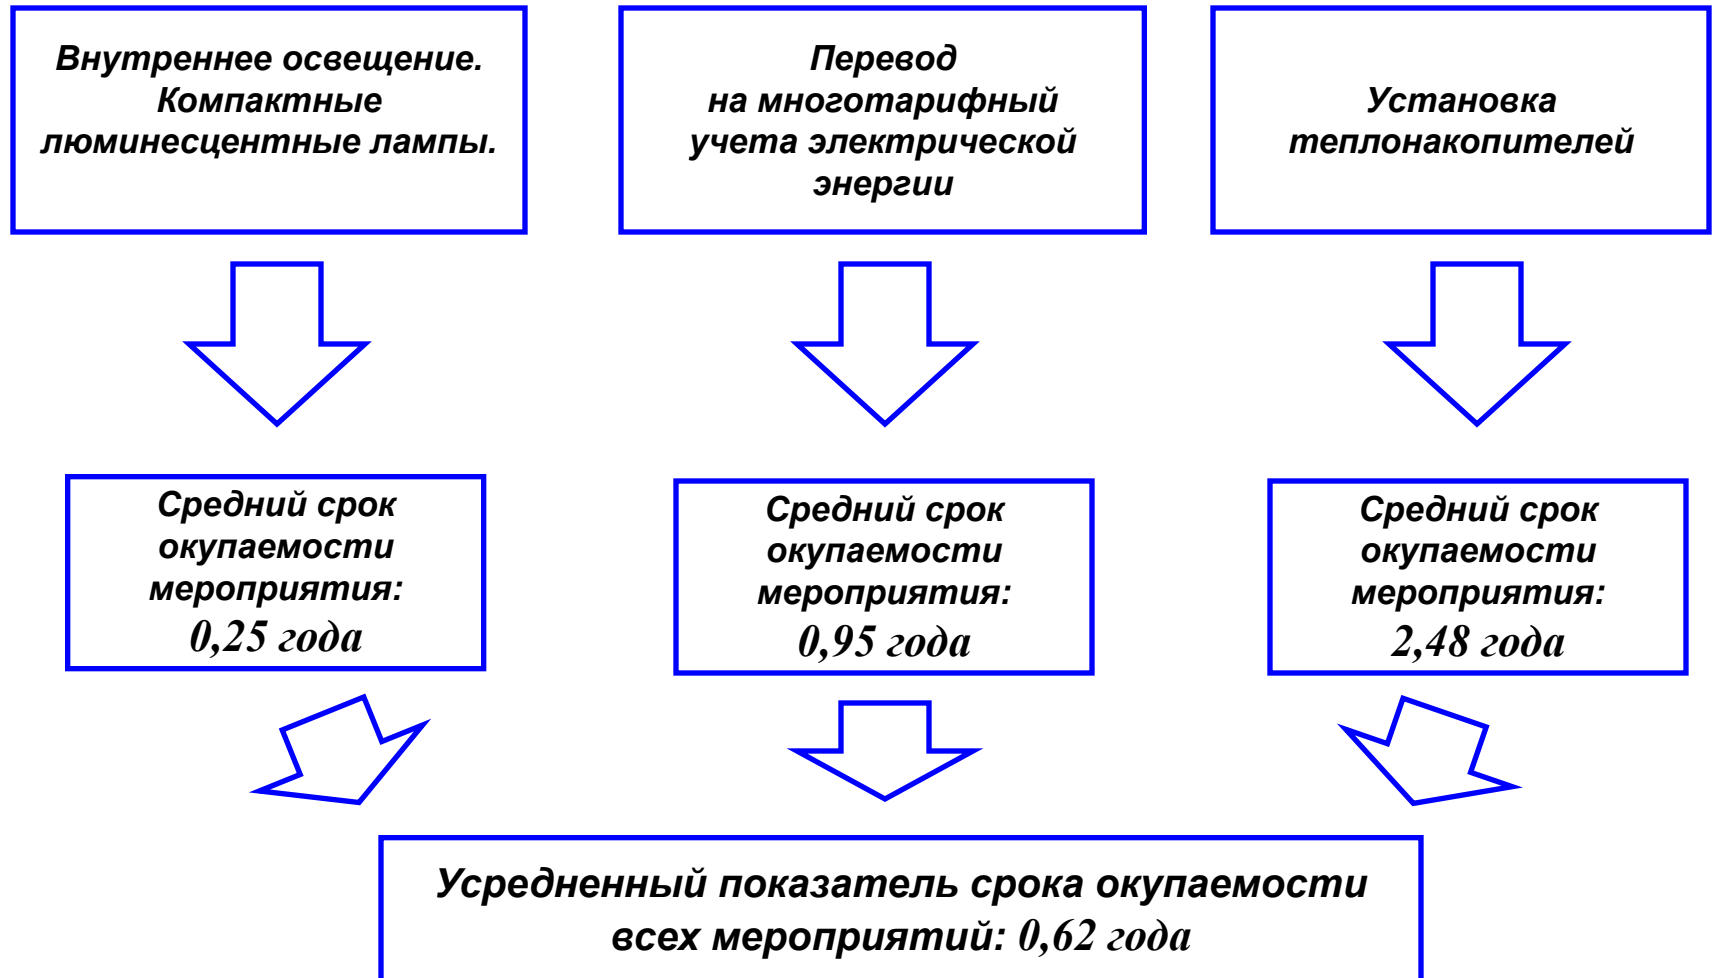 Внутреннее освещение.
Компактные
люминесцентные лампы.
Перевод
на многотарифный
учета электрической
энергии
Установка
теплонакопителей
Средний срок
окупаемости
мероприятия:
0,25 года
Средний срок
окупаемости
мероприятия:
0,95 года
Средний срок
окупаемости
мероприятия:
2,48 года
Усредненный показатель срока окупаемости
всех мероприятий: 0,62 года